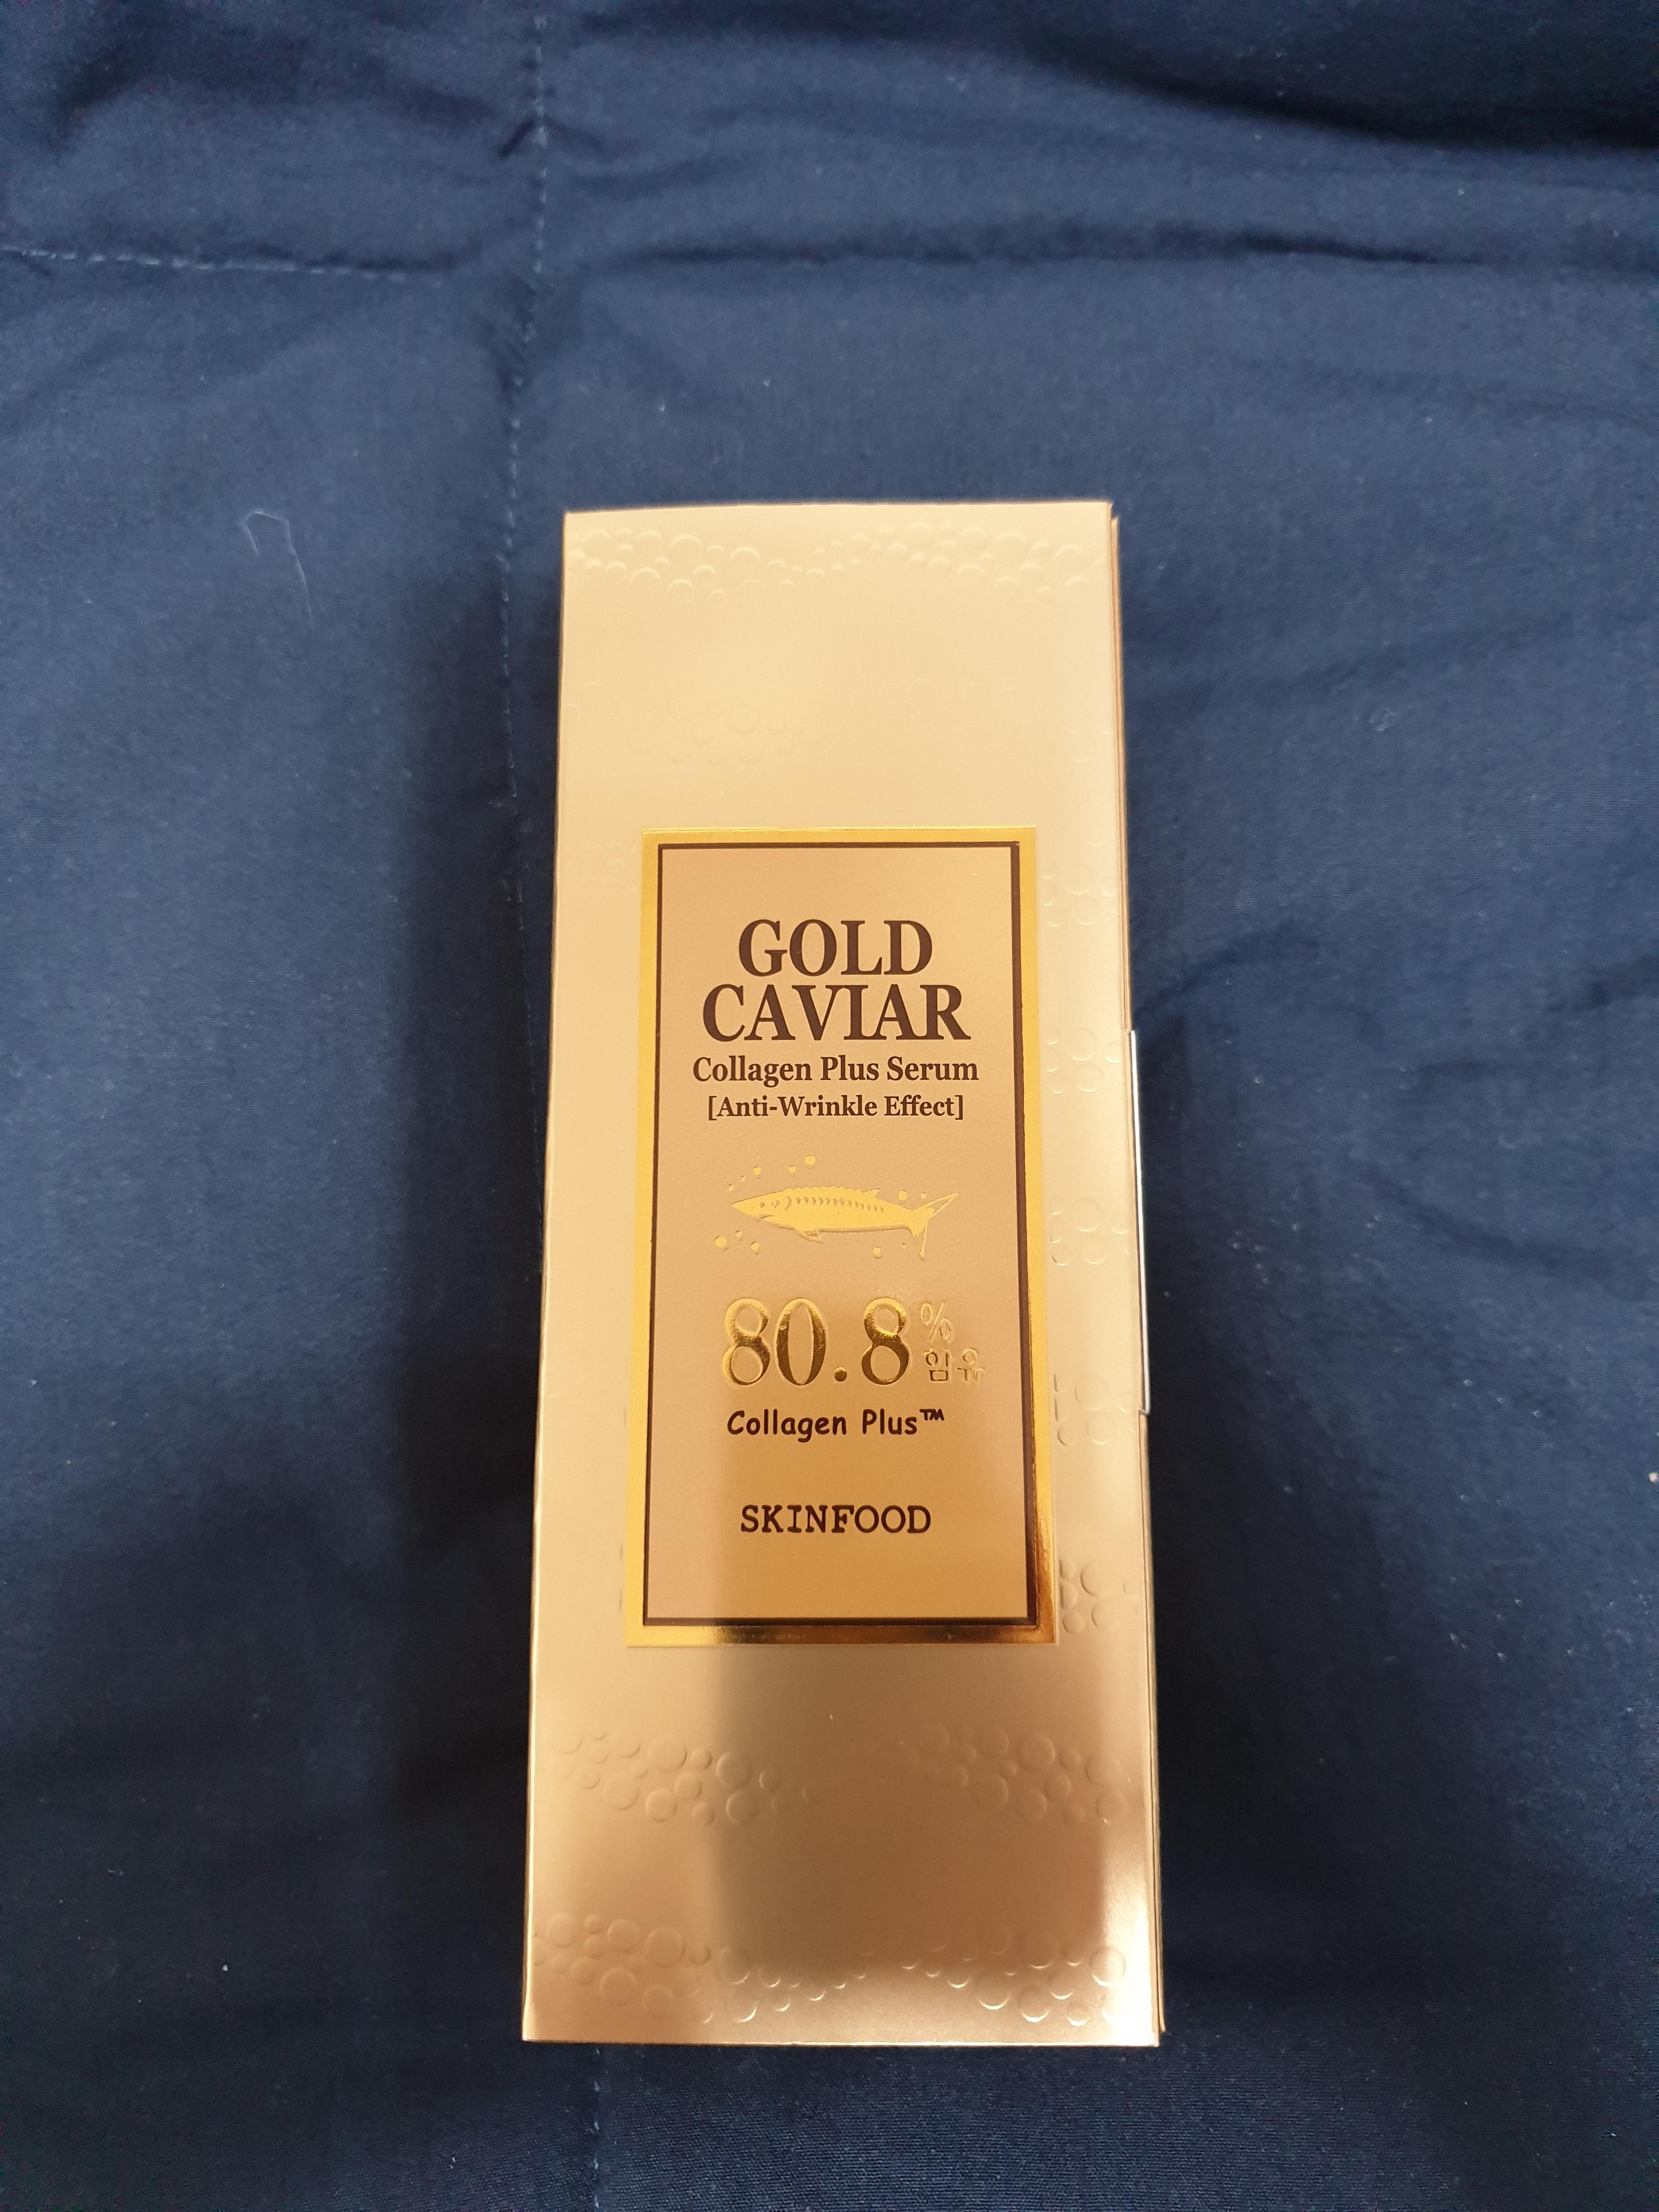 GOLD
CAVIAR
Collagen Plus Serum
[Anti-Wrinkle Effect]
80.8%
함유
Collagen Plus™
SKINFOOD